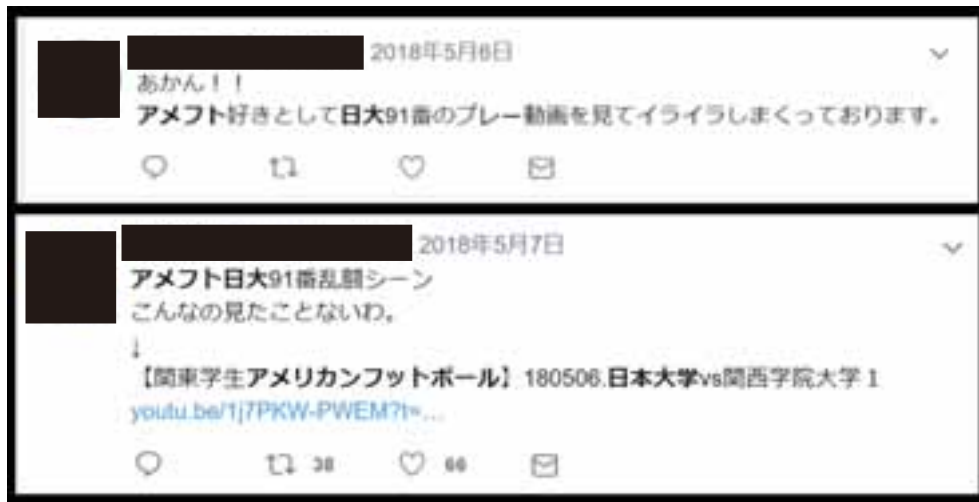 2018年5月6日
あかん！！
アメフト好きとして日大91番のプレー動画を見てイライラしまくっております。
2018年5月7日
アメフト日大91番乱闘シーン
こんなの見たことないわ。
↓
【関東学生アメリカンフットボール】180506.日本大学vs関西学院大学１
youtu.be/1j7PKW-PWEM?t=...
38 66